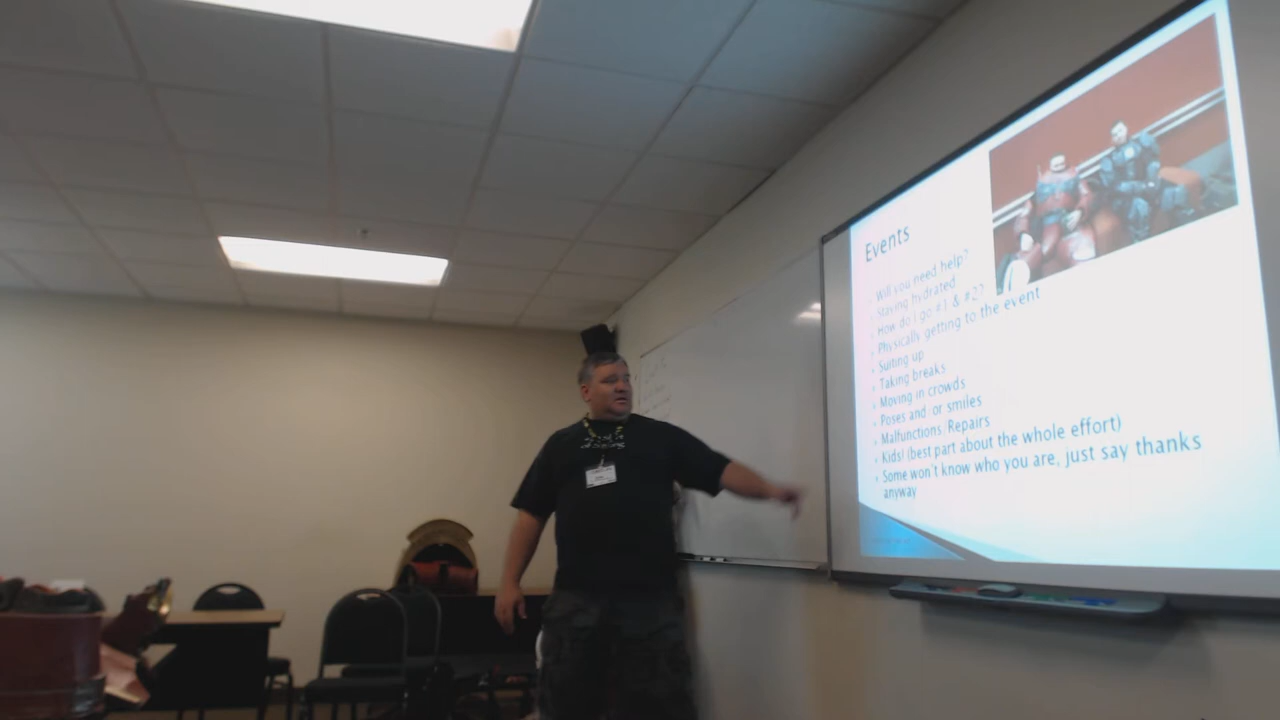 Events
Will you need help?
Staying hydrated
How do I go #1 & #2?
Physically getting to the event
Suiting up
Taking breaks
Moving in crowds
Poses and/or smiles
Malfunctions/Repairs
Kids! (best part about the whole effort)
Some won't know who you are, just say thanks
anyway